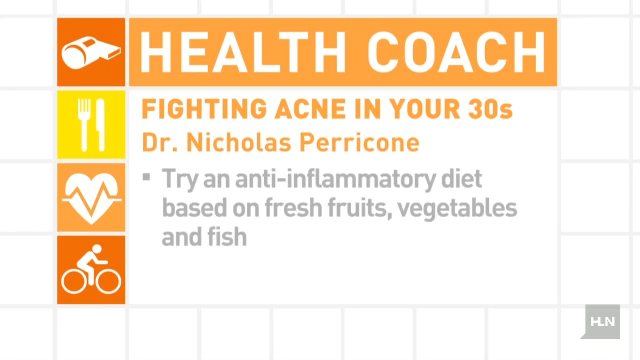 HEALTH COACH
FIGHTING ACNE IN YOUR 30s
Dr. Nicholas Perricone
▪ Try an anti-inflammatory diet
based on fresh fruits, vegetables
and fish
HLN